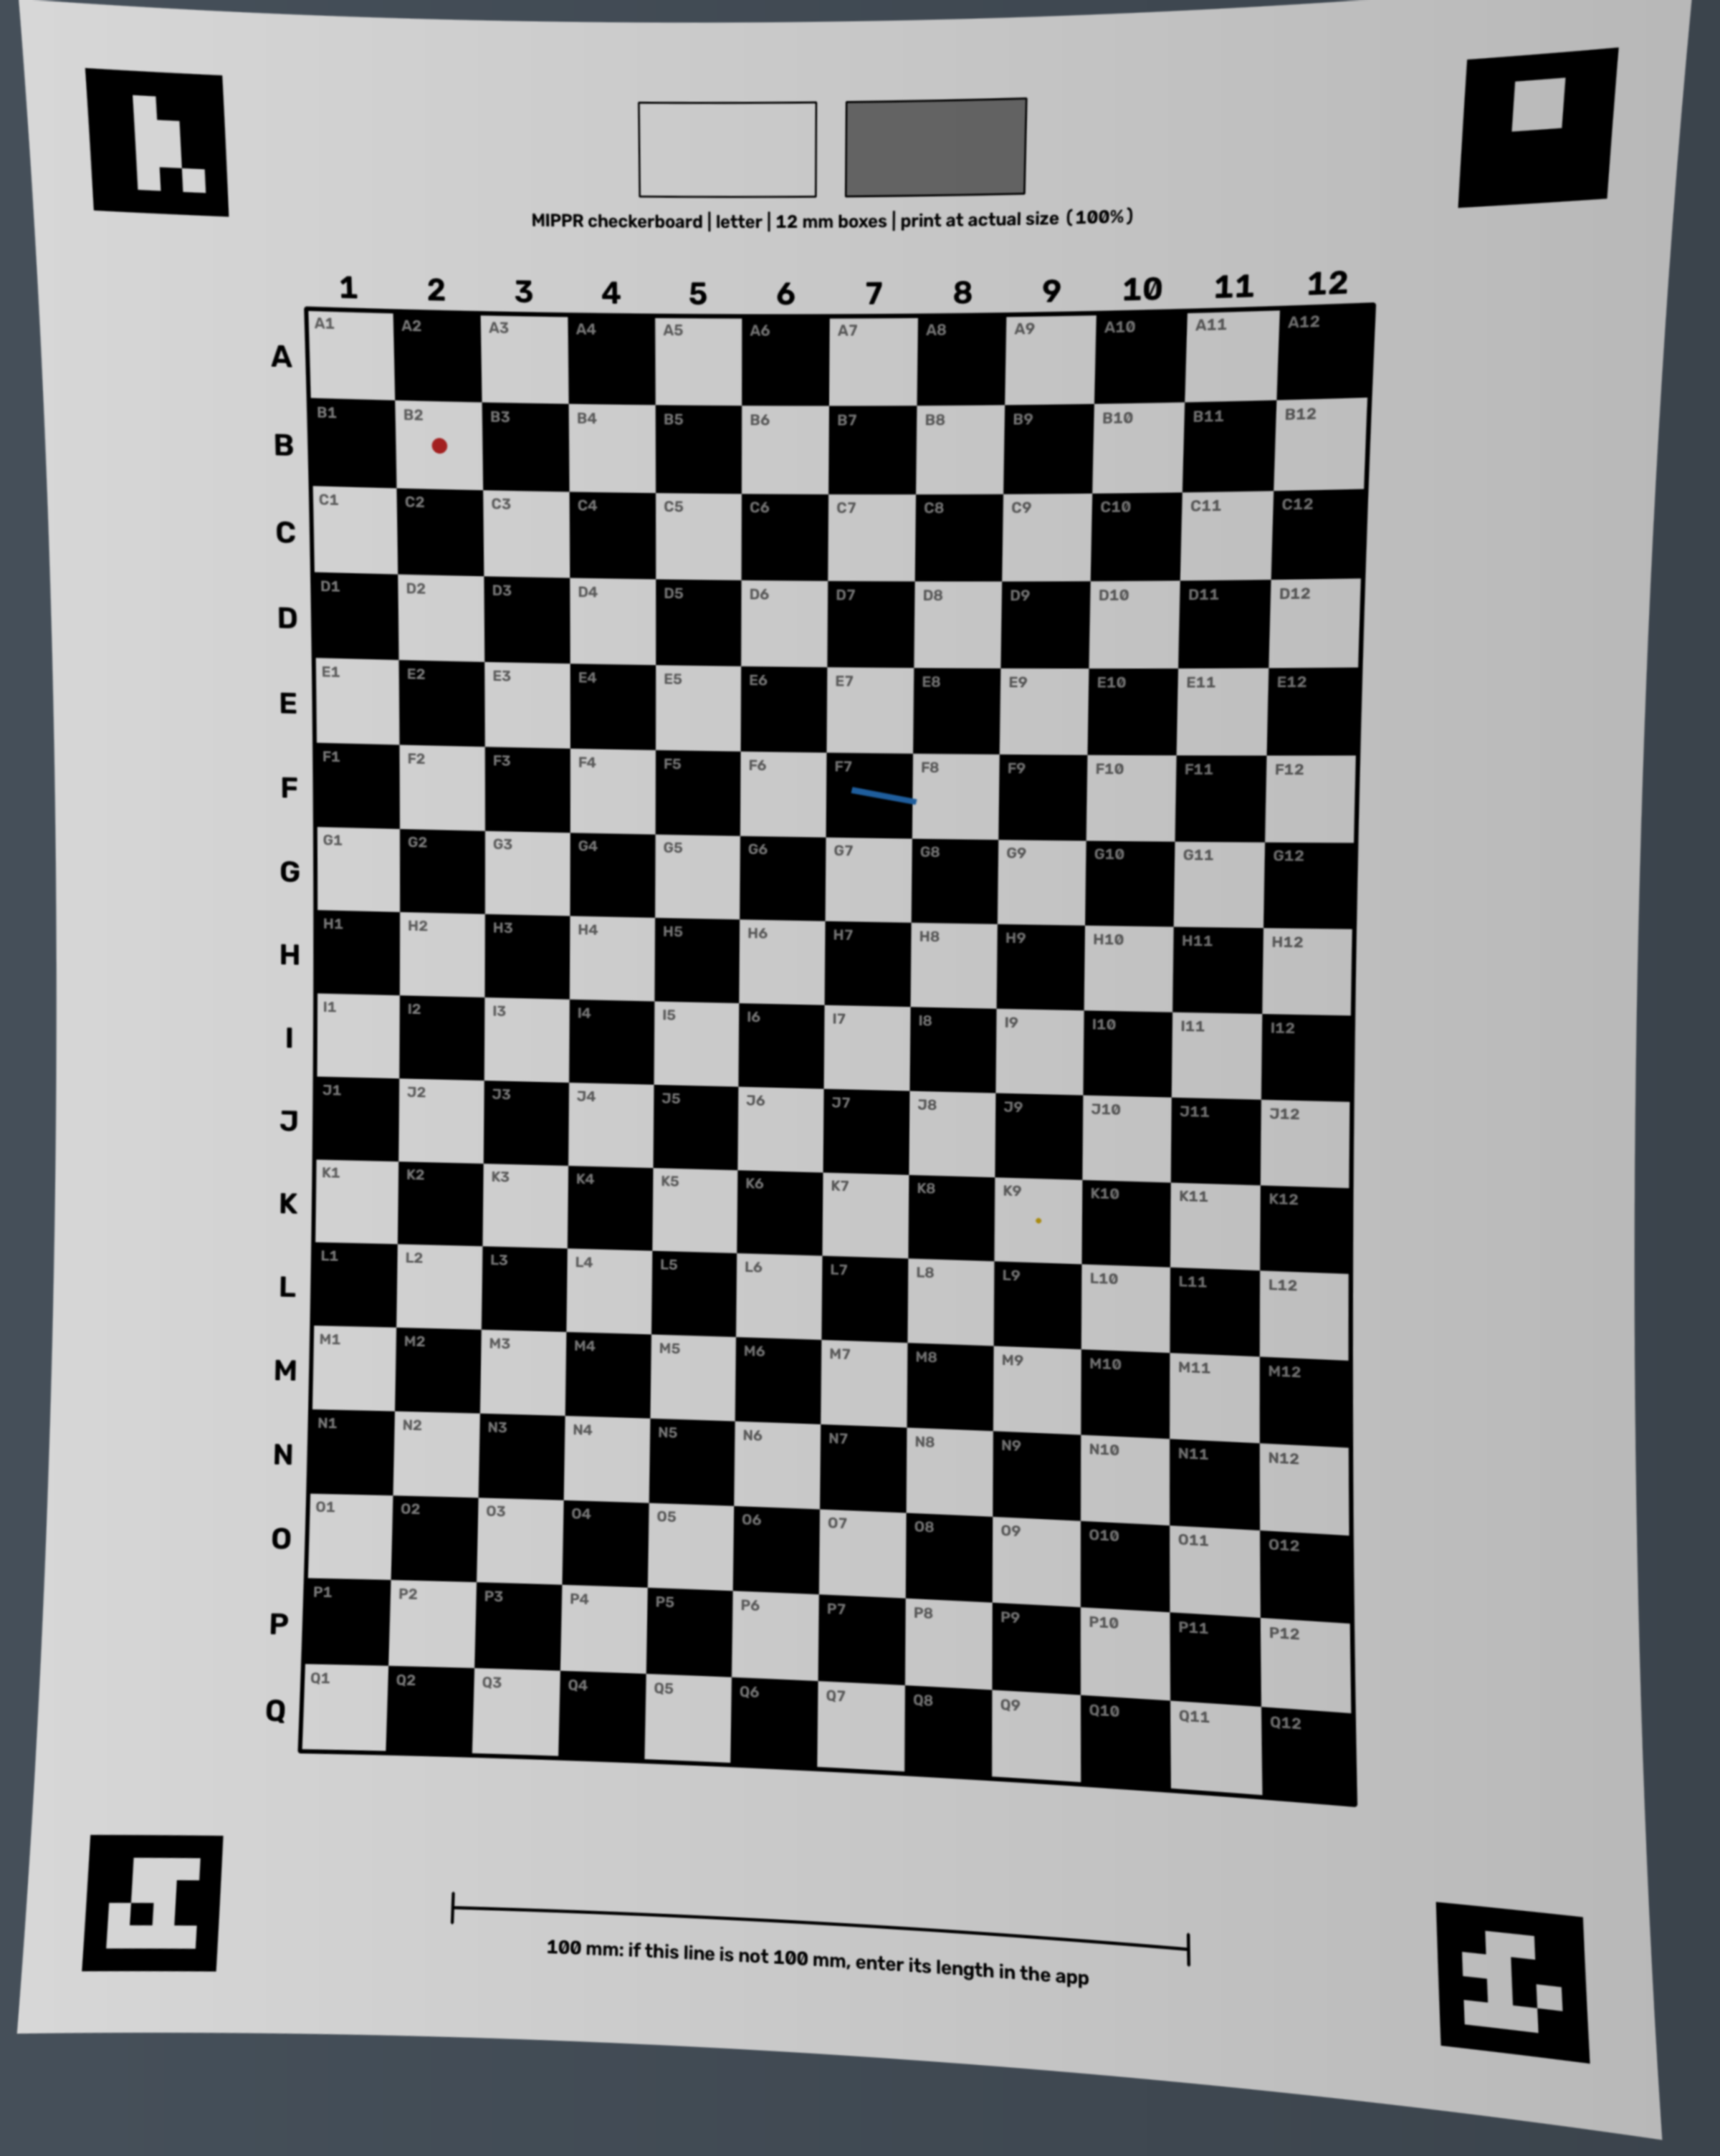 MIPPR checkerboard | letter | 12 mm boxes | print at actual size (100%)
1 2 3 4 5 6 7 8 9 10 11 12
A A1 A2 A3 A4 A5 A6 A7 A8 A9 A10 A11 A12
B B1 B2 B3 B4 B5 B6 B7 B8 B9 B10 B11 B12
C C1 C2 C3 C4 C5 C6 C7 C8 C9 C10 C11 C12
D D1 D2 D3 D4 D5 D6 D7 D8 D9 D10 D11 D12
E E1 E2 E3 E4 E5 E6 E7 E8 E9 E10 E11 E12
F F1 F2 F3 F4 F5 F6 F7 F8 F9 F10 F11 F12
G G1 G2 G3 G4 G5 G6 G7 G8 G9 G10 G11 G12
H H1 H2 H3 H4 H5 H6 H7 H8 H9 H10 H11 H12
I I1 I2 I3 I4 I5 I6 I7 I8 I9 I10 I11 I12
J J1 J2 J3 J4 J5 J6 J7 J8 J9 J10 J11 J12
K K1 K2 K3 K4 K5 K6 K7 K8 K9 K10 K11 K12
L L1 L2 L3 L4 L5 L6 L7 L8 L9 L10 L11 L12
M M1 M2 M3 M4 M5 M6 M7 M8 M9 M10 M11 M12
N N1 N2 N3 N4 N5 N6 N7 N8 N9 N10 N11 N12
O O1 O2 O3 O4 O5 O6 O7 O8 O9 O10 O11 O12
P P1 P2 P3 P4 P5 P6 P7 P8 P9 P10 P11 P12
Q Q1 Q2 Q3 Q4 Q5 Q6 Q7 Q8 Q9 Q10 Q11 Q12
100 mm: if this line is not 100 mm, enter its length in the app